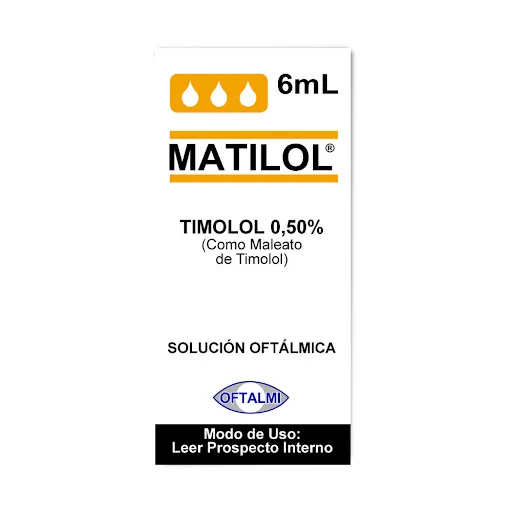 6mL
MATILOL®
TIMOLOL 0,50%
(Como Maleato
de Timolol)
SOLUCIÓN OFTÁLMICA
OFTALMI
Modo de Uso:
Leer Prospecto Interno